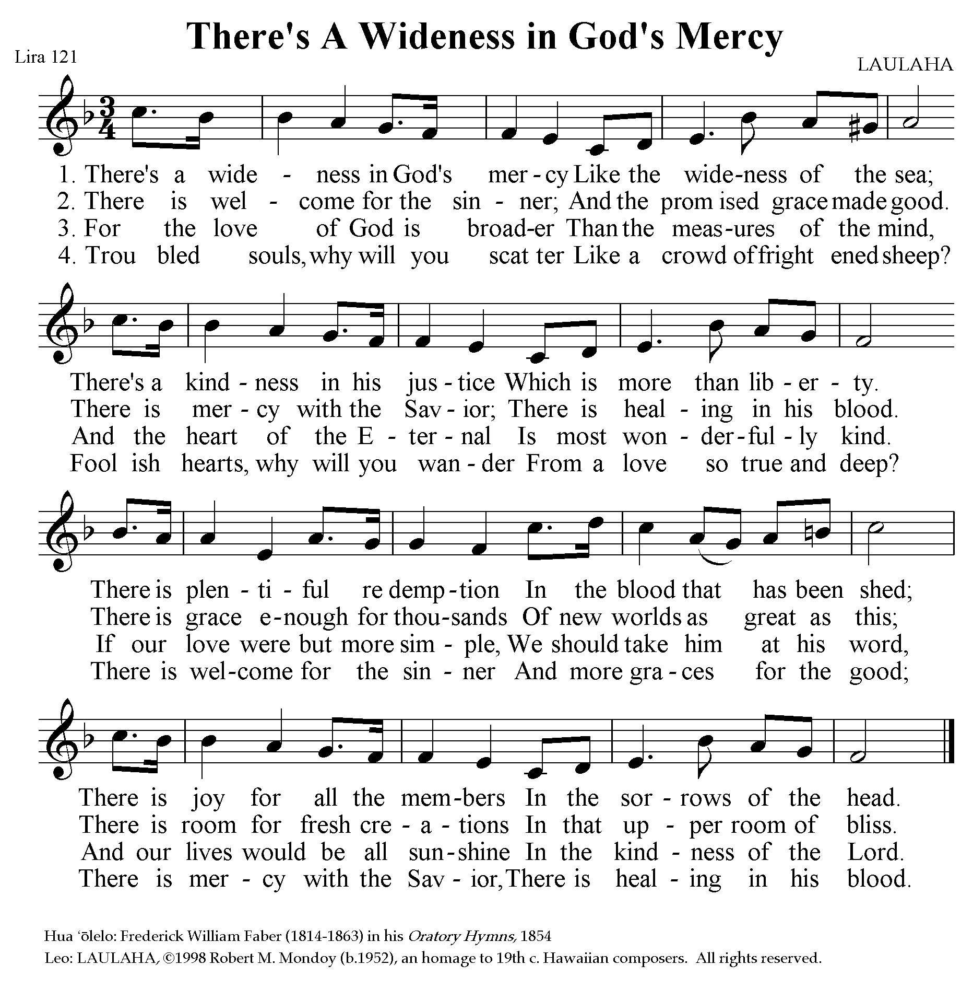 There's A Wideness in God's Mercy
Lira 121
LAULAHA
3
4
1. There's a wide - ness in God's mer - cy Like the wide-ness of the sea;
2. There is wel - come for the sin - ner; And the prom ised grace made good.
3. For the love of God is broad-er Than the meas-ures of the mind,
4. Trou bled souls, why will you scat ter Like a crowd of fright ened sheep?
There's a kind - ness in his jus - tice Which is more than lib - er - ty.
There is mer - cy with the Sav - ior; There is heal - ing in his blood.
And the heart of the E - ter - nal Is most won - der-ful - ly kind.
Fool ish hearts, why will you wan - der From a love so true and deep?
There is plen - ti - ful re demp-tion In the blood that has been shed;
There is grace e-nough for thou-sands Of new worlds as great as this;
If our love were but more sim - ple, We should take him at his word,
There is wel-come for the sin - ner And more gra - ces for the good;
There is joy for all the mem-bers In the sor - rows of the head.
There is room for fresh cre - a - tions In that up - per room of bliss.
And our lives would be all sun-shine In the kind - ness of the Lord.
There is mer - cy with the Sav - ior, There is heal - ing in his blood.
Hua ʻōlelo: Frederick William Faber (1814-1863) in his Oratory Hymns, 1854
Leo: LAULAHA, ©1998 Robert M. Mondoy (b.1952), an homage to 19th c. Hawaiian composers. All rights reserved.